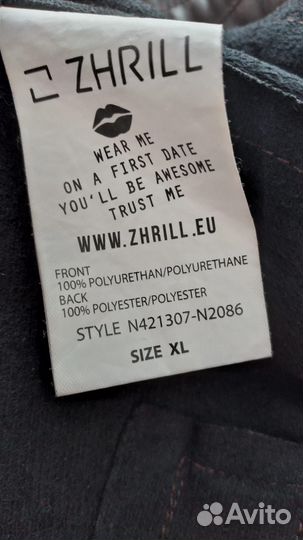 ZHRILL
WEAR ME
ON A FIRST DATE
YOU'LL BE AWESOME
TRUST ME
WWW.ZHRILL.EU
FRONT
100% POLYURETHAN/POLYURETHANE
BACK
100% POLYESTER/POLYESTER
STYLE N421307-N2086
SIZE XL
Avito